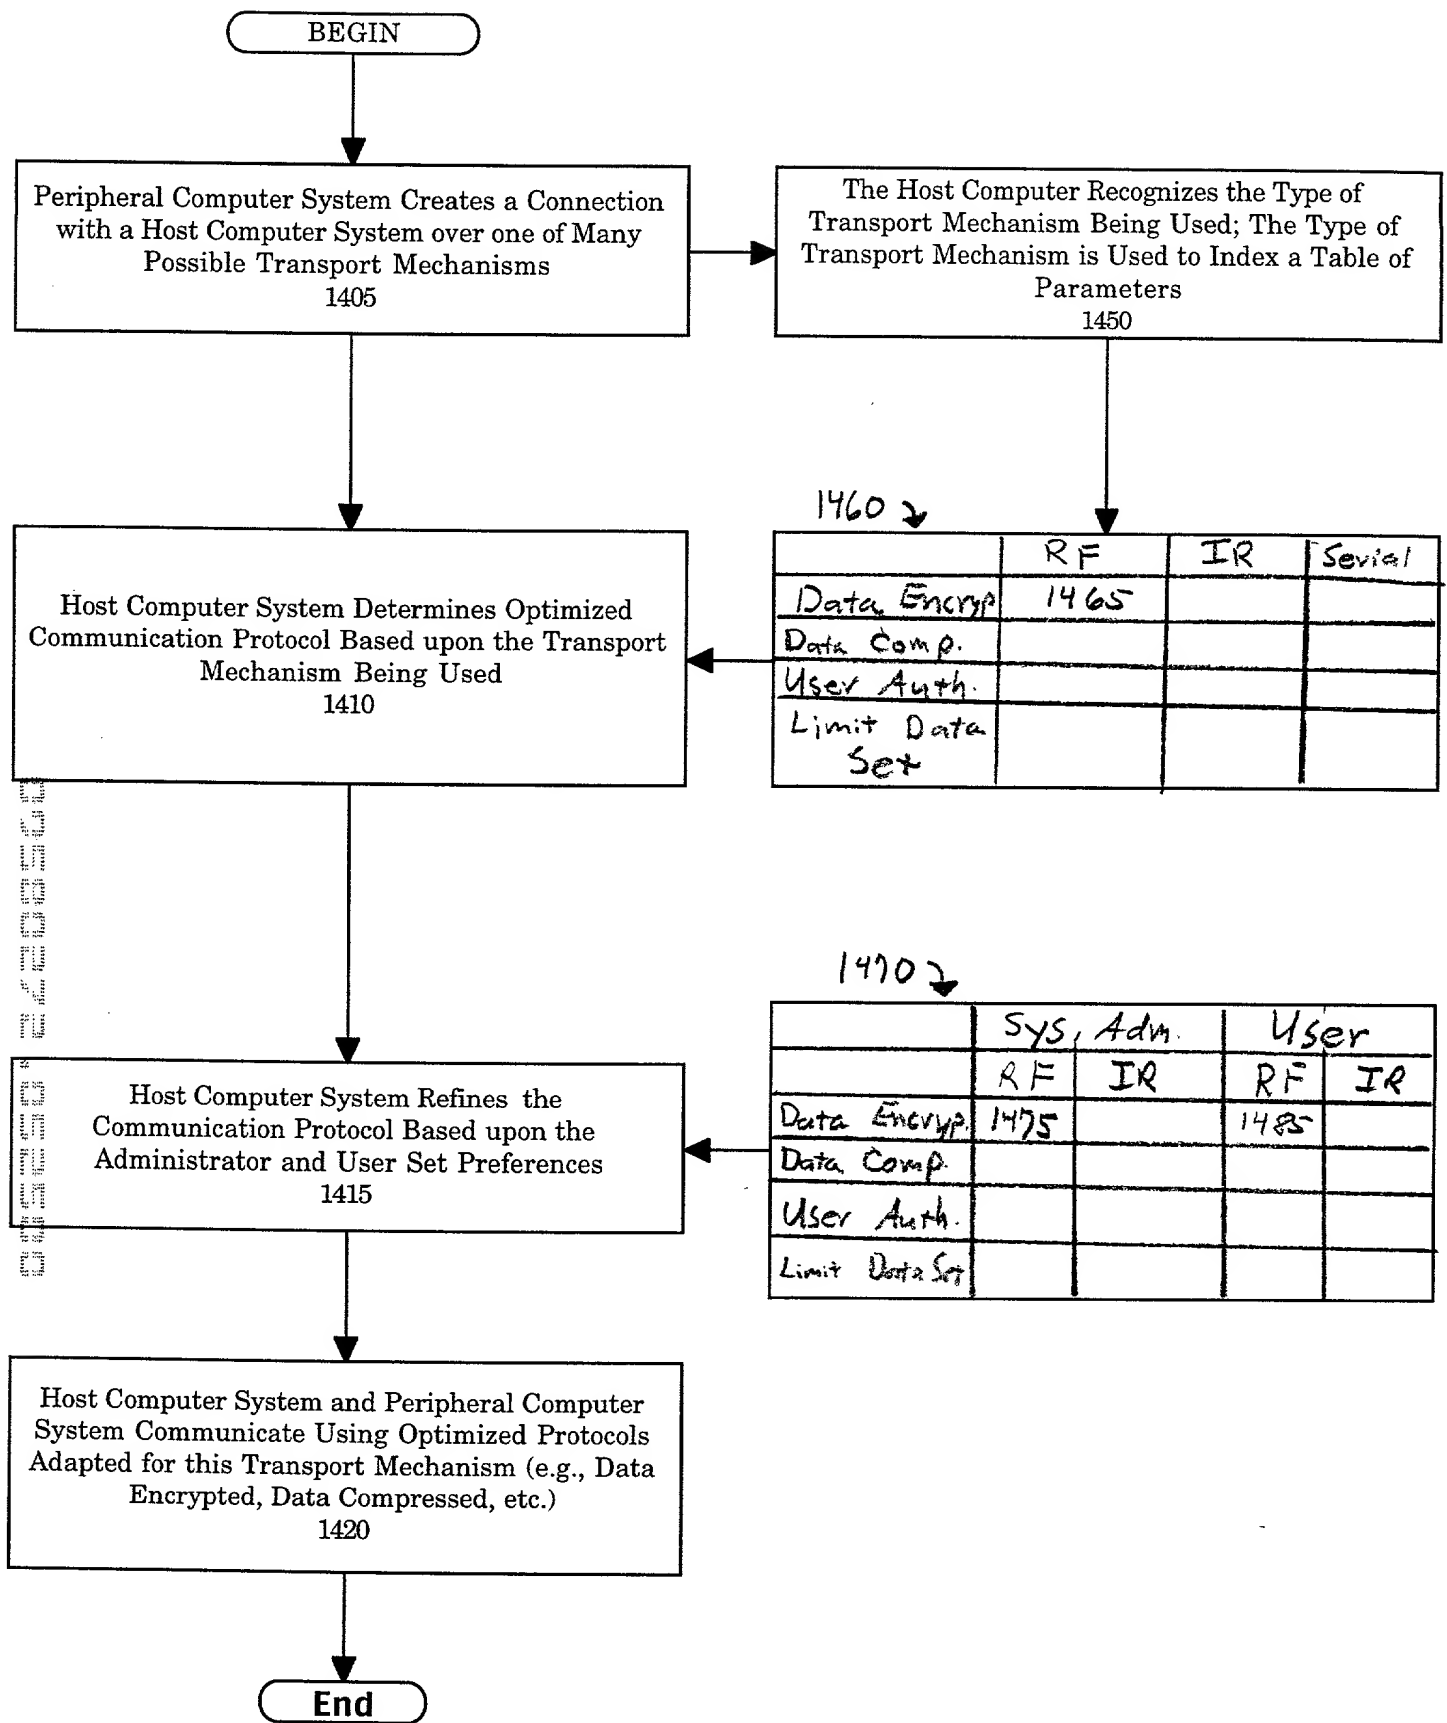 BEGIN
Peripheral Computer System Creates a Connection
with a Host Computer System over one of Many
Possible Transport Mechanisms
1405
The Host Computer Recognizes the Type of
Transport Mechanism Being Used; The Type of
Transport Mechanism is Used to Index a Table of
Parameters
1450
Host Computer System Determines Optimized
Communication Protocol Based upon the Transport
Mechanism Being Used
1410
1460
RF IR Serial
Data Encryp 1465
Data Comp.
User Auth.
Limit Data
Set
Host Computer System Refines the
Communication Protocol Based upon the
Administrator and User Set Preferences
1415
1470
Sys. Adm. User
RF IR RF IR
Data Encryp. 1475 1485
Data Comp.
User Auth.
Limit Data Set
Host Computer System and Peripheral Computer
System Communicate Using Optimized Protocols
Adapted for this Transport Mechanism (e.g., Data
Encrypted, Data Compressed, etc.)
1420
End